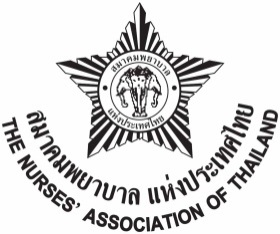 สมาคมพยาบาล
แห่งประเทศไทย
สมาคมพยาบาล แห่งประเทศไทย
THE NURSES' ASSOCIATION OF THAILAND